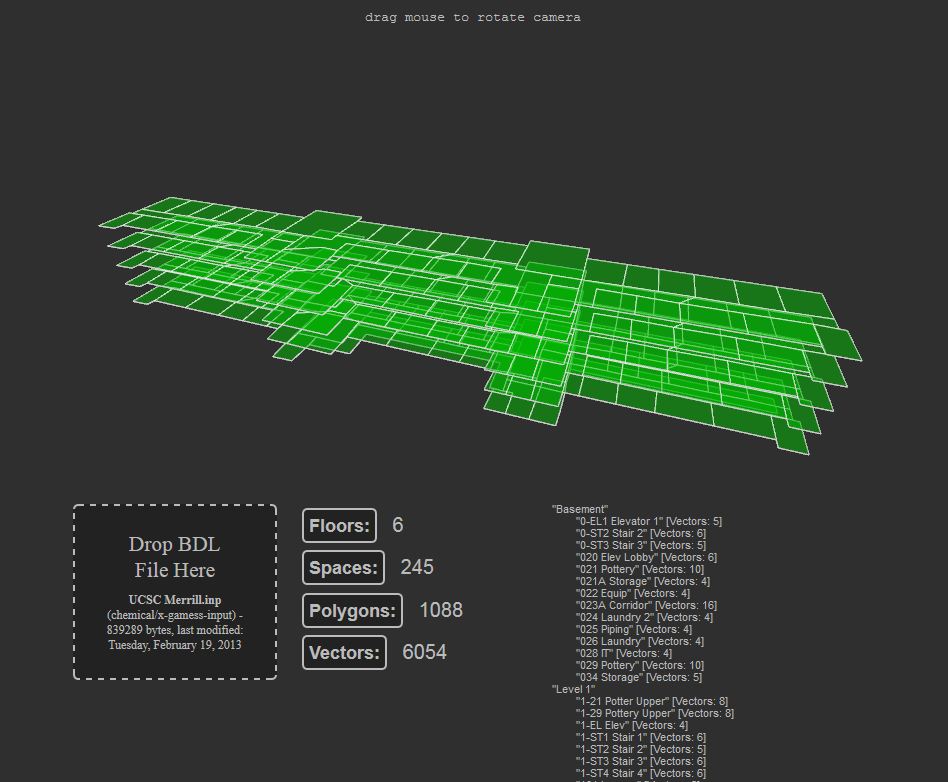 drag mouse to rotate camera
Drop BDL
File Here
UCSC Merrill.inp
(chemical/x-gamess-input) -
839289 bytes, last modified:
Tuesday, February 19, 2013
Floors: 6
Spaces: 245
Polygons: 1088
Vectors: 6054
"Basement"
"0-EL1 Elevator 1" [Vectors: 5]
"0-ST2 Stair 2" [Vectors: 6]
"0-ST3 Stair 3" [Vectors: 5]
"020 Elev Lobby" [Vectors: 6]
"021 Pottery" [Vectors: 10]
"021A Storage" [Vectors: 4]
"022 Equip" [Vectors: 4]
"023A Corridor" [Vectors: 16]
"024 Laundry 2" [Vectors: 4]
"025 Piping" [Vectors: 4]
"026 Laundry" [Vectors: 4]
"028 IT" [Vectors: 4]
"029 Pottery" [Vectors: 10]
"034 Storage" [Vectors: 5]
"Level 1"
"1-21 Potter Upper" [Vectors: 8]
"1-29 Pottery Upper" [Vectors: 8]
"1-EL Elev" [Vectors: 4]
"1-ST1 Stair 1" [Vectors: 6]
"1-ST2 Stair 2" [Vectors: 5]
"1-ST3 Stair 3" [Vectors: 6]
"1-ST4 Stair 4" [Vectors: 6]